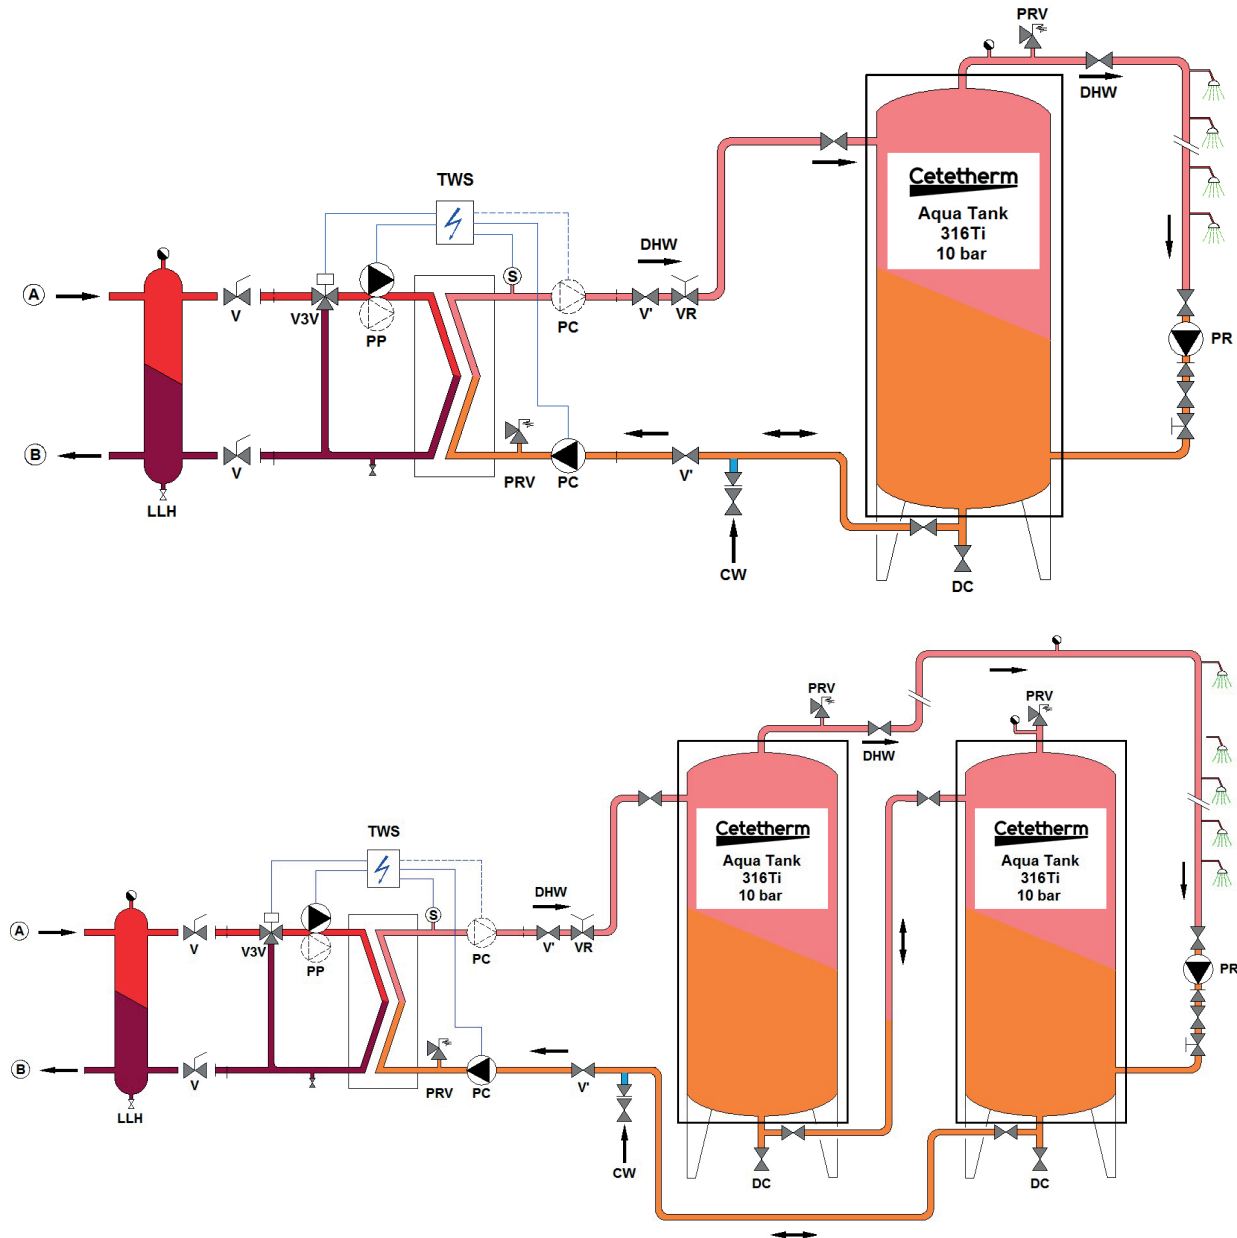 PRV
DHW
TWS
Cetetherm
Aqua Tank
316Ti
10 bar
DHW
S
A
V
V3V
PP
PC
V'
VR
PR
B
V
LLH
PRV
PC
V'
CW
DC
PRV
PRV
DHW
TWS
Cetetherm
Aqua Tank
316Ti
10 bar
Cetetherm
Aqua Tank
316Ti
10 bar
DHW
S
A
V
V3V
PP
PC
V'
VR
PR
B
V
LLH
PRV
PC
V'
CW
DC
DC